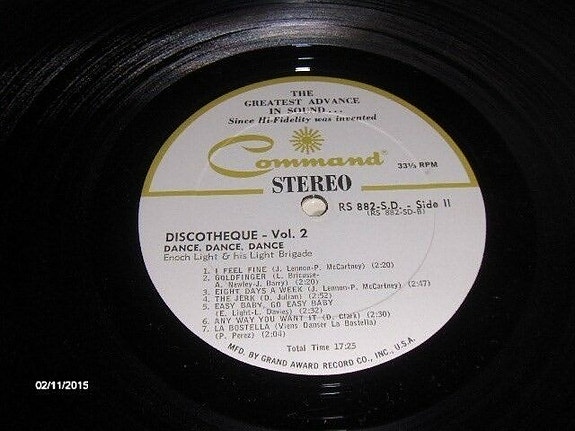 THE
GREATEST ADVANCE
IN SOUND...
Since Hi-Fidelity was invented
Command®
33⅓ RPM
STEREO
RS 882-S.D. - Side II
(RS 882-SD-B)
DISCOTHEQUE - Vol. 2
DANCE, DANCE, DANCE
Enoch Light & his Light Brigade
1. I FEEL FINE (J. Lennon-P. McCartney) (2:20)
2. GOLDFINGER (L. Bricusse-
A. Newley-J. Barry) (2:20)
3. EIGHT DAYS A WEEK (J. Lennon-P. McCartney) (2:47)
4. THE JERK (D. Julian) (2:52)
5. EASY BABY, GO EASY BABY
(E. Light-L. Davies) (2:32)
6. ANY WAY YOU WANT IT (D. Clark) (2:30)
7. LA BOSTELLA (Viens Danser La Bostella)
(P. Perez) (2:04)
Total Time 17:25
MFD. BY GRAND AWARD RECORD CO., INC., U.S.A.
02/11/2015